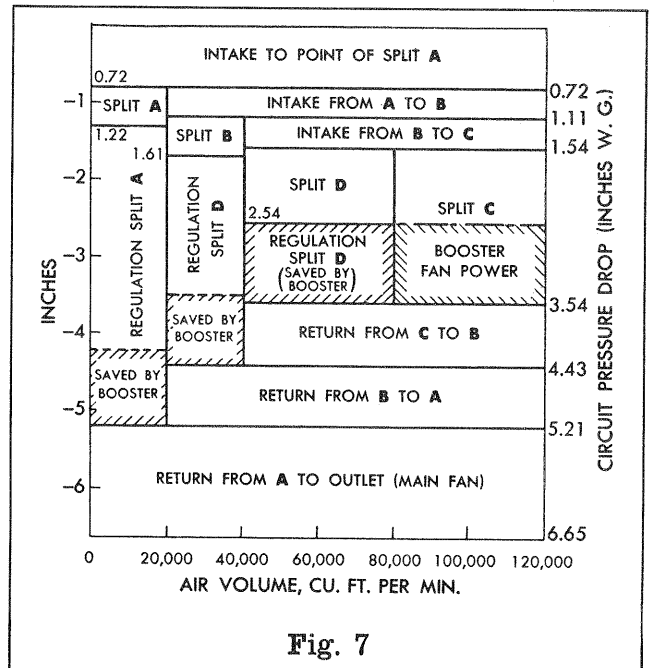 INTAKE TO POINT OF SPLIT A
0.72
0.72
SPLIT A
INTAKE FROM A TO B
1.11
1.22
SPLIT B
INTAKE FROM B TO C
1.54
1.61
REGULATION SPLIT A
REGULATION
SPLIT D
SPLIT D
SPLIT C
2.54
REGULATION
SPLIT D
(SAVED BY
BOOSTER)
BOOSTER
FAN POWER
SAVED BY
BOOSTER
3.54
RETURN FROM C TO B
SAVED BY
BOOSTER
4.43
RETURN FROM B TO A
5.21
RETURN FROM A TO OUTLET (MAIN FAN)
6.65
INCHES
-1
-2
-3
-4
-5
-6
CIRCUIT PRESSURE DROP (INCHES W. G.)
0
20,000
40,000
60,000
80,000
100,000
120,000
AIR VOLUME, CU. FT. PER MIN.
Fig. 7